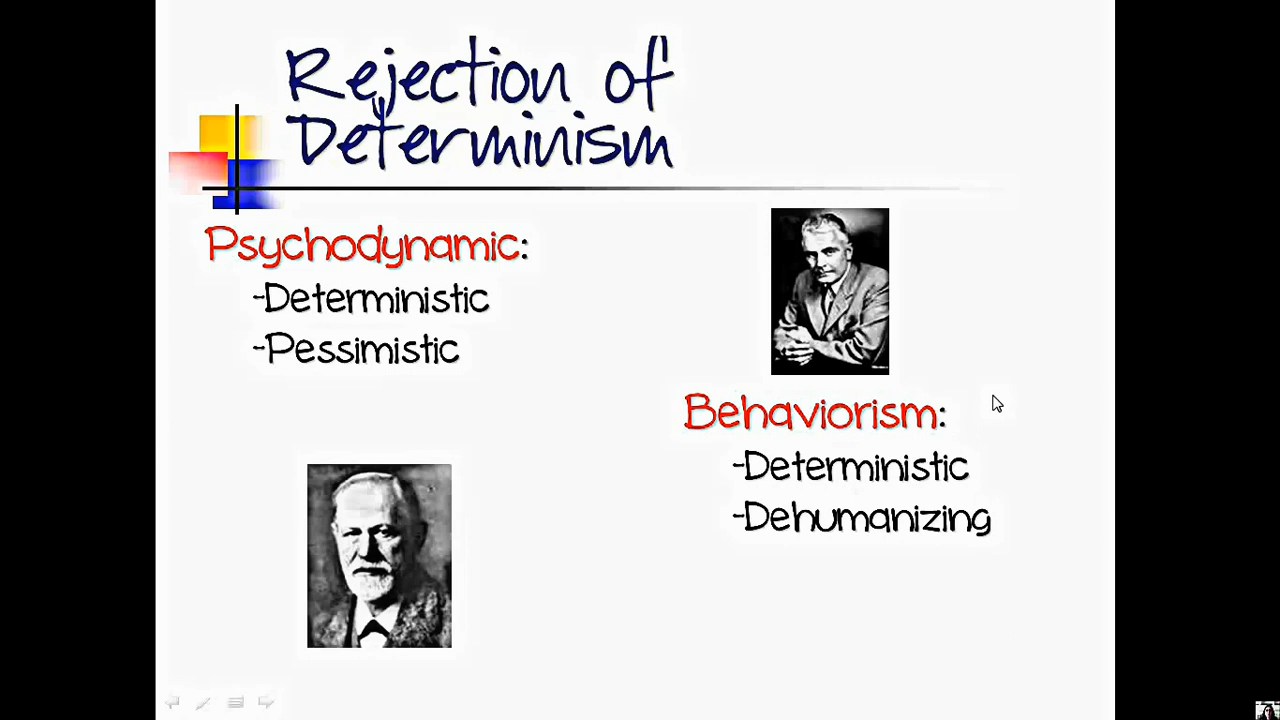 Rejection of
Determinism
Psychodynamic:
-Deterministic
-Pessimistic
Behaviorism:
-Deterministic
-Dehumanizing